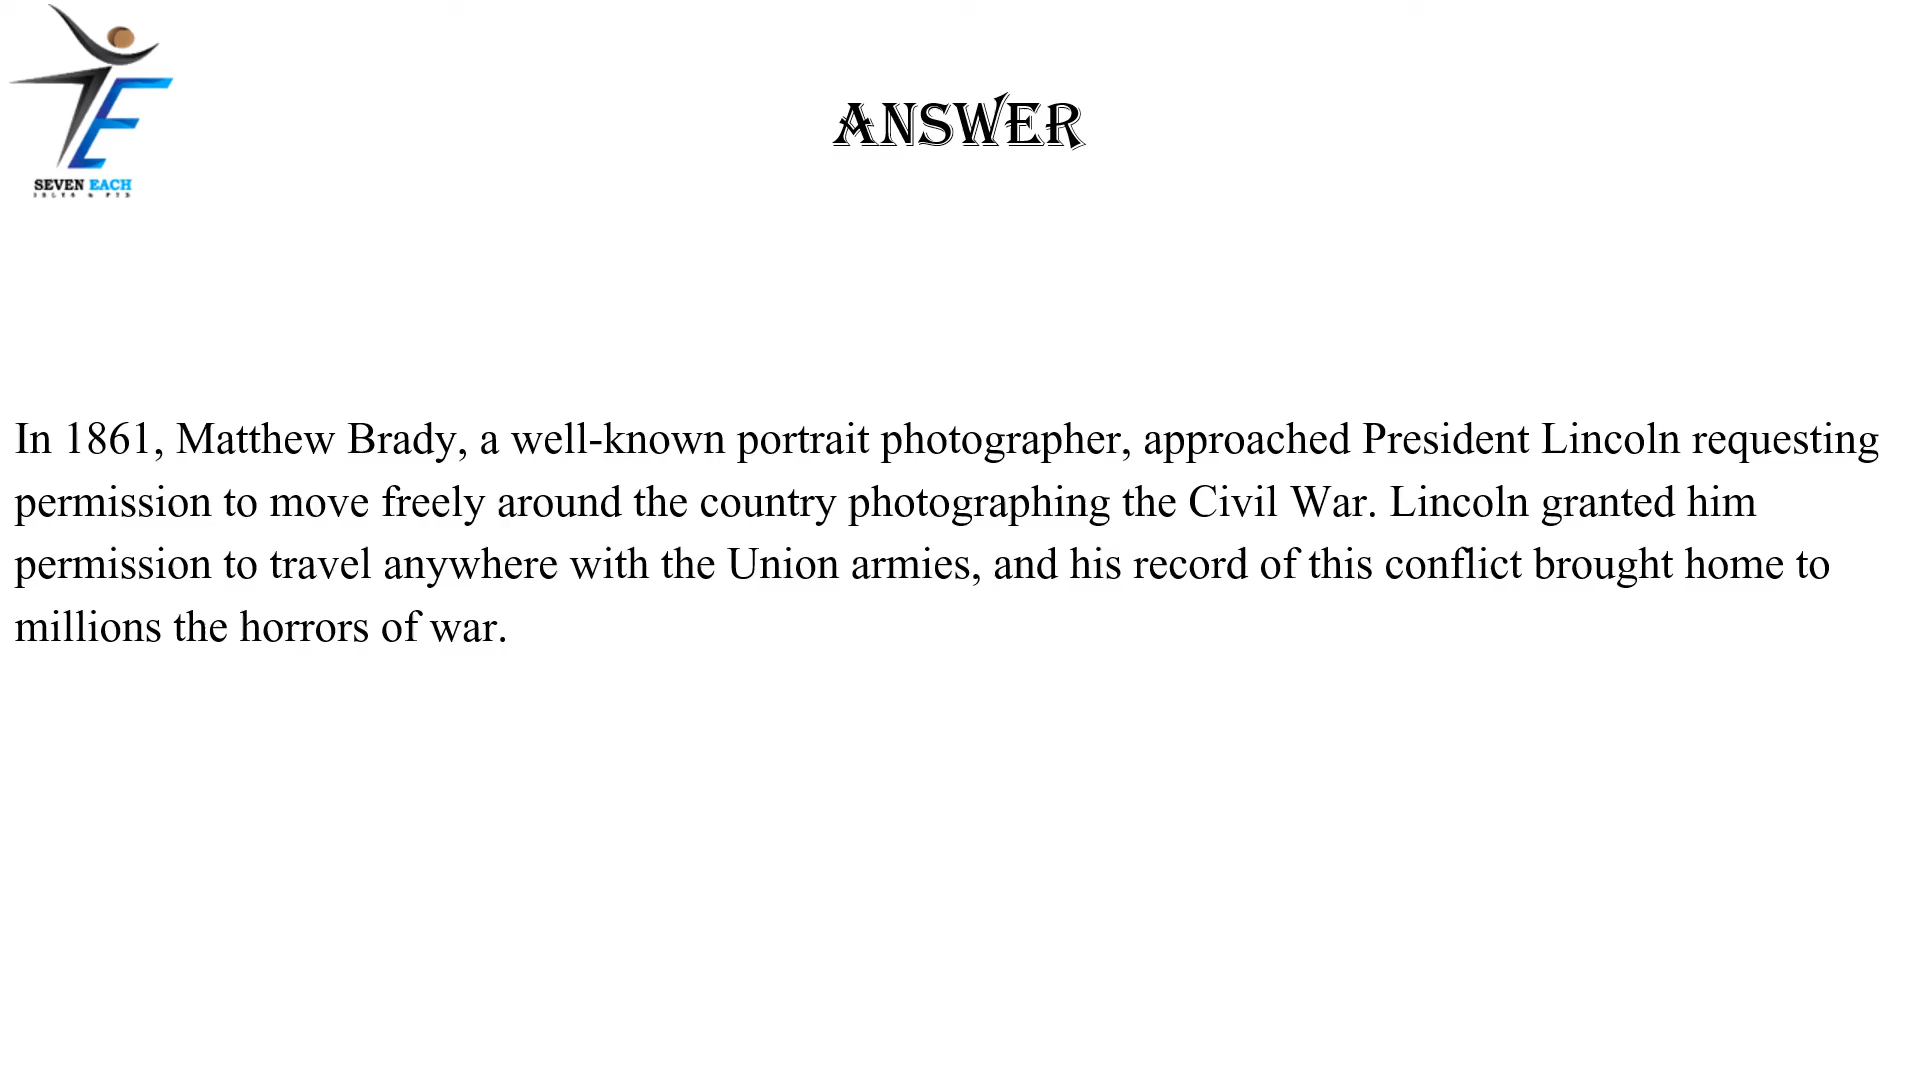 SEVEN EACH
IELTS & PTE
ANSWER
In 1861, Matthew Brady, a well-known portrait photographer, approached President Lincoln requesting
permission to move freely around the country photographing the Civil War. Lincoln granted him
permission to travel anywhere with the Union armies, and his record of this conflict brought home to
millions the horrors of war.